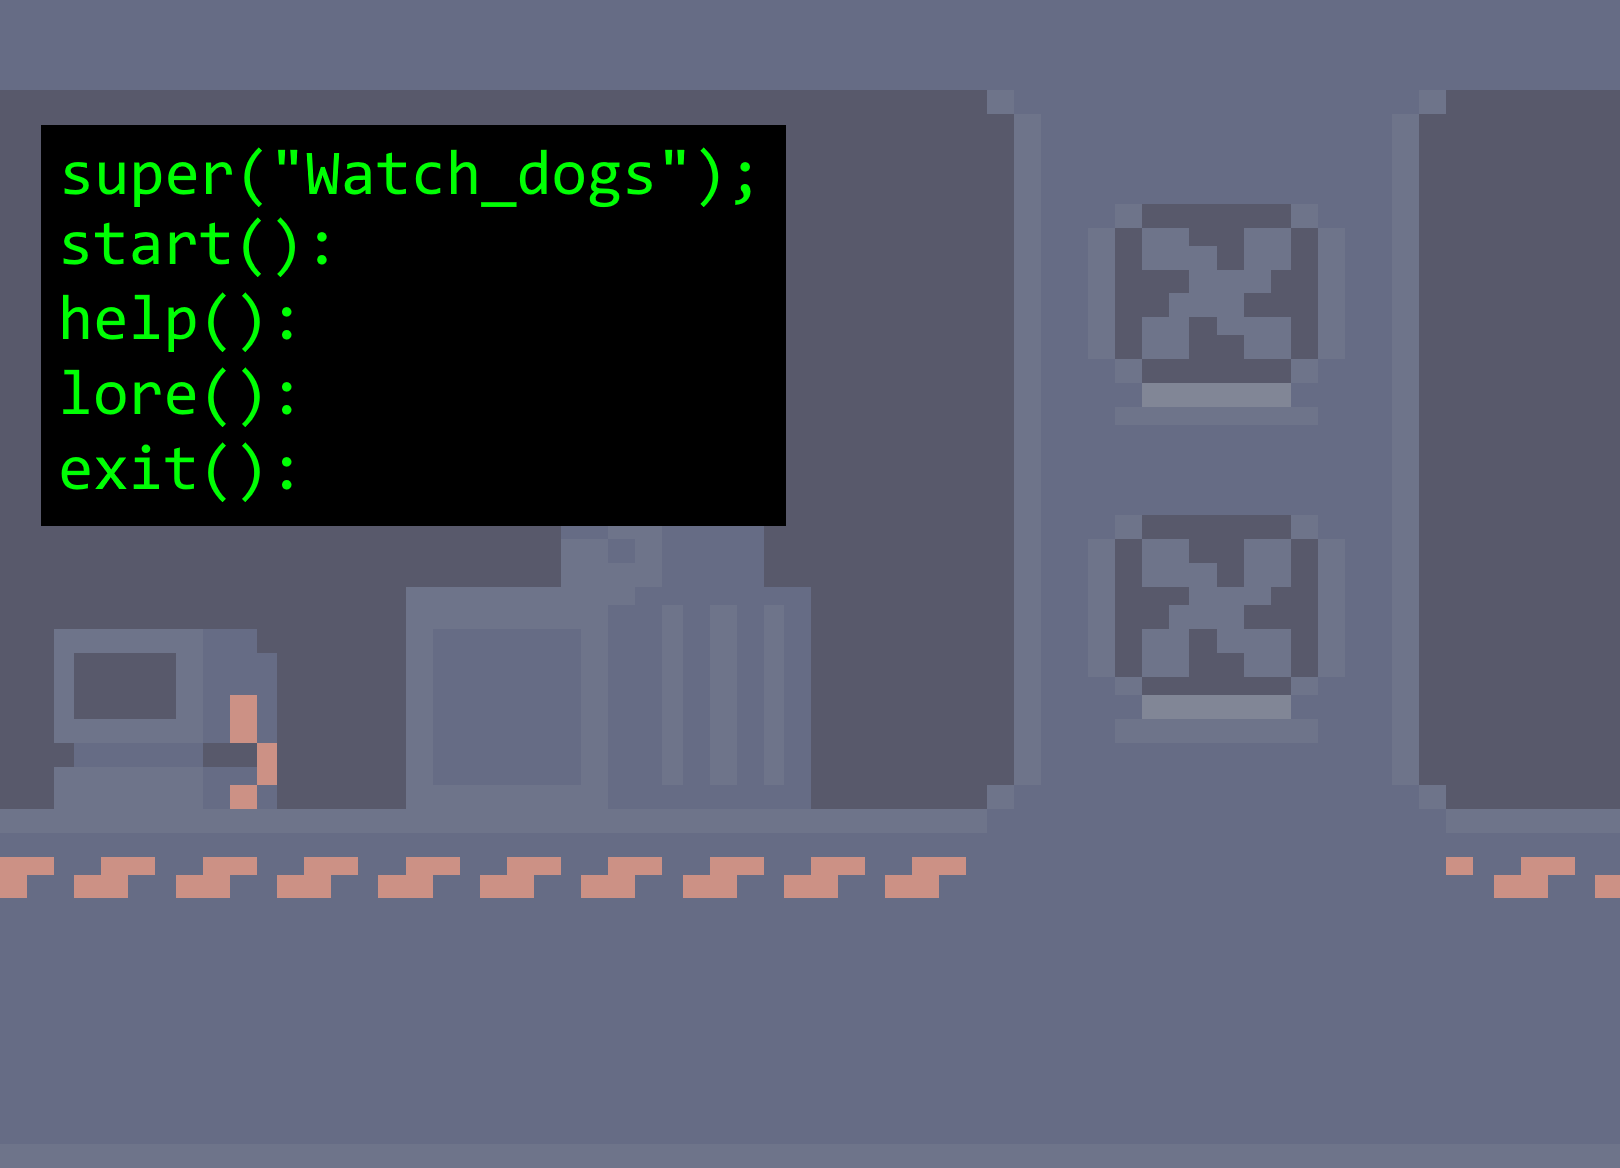 super("Watch_dogs");
start():
help():
lore():
exit():